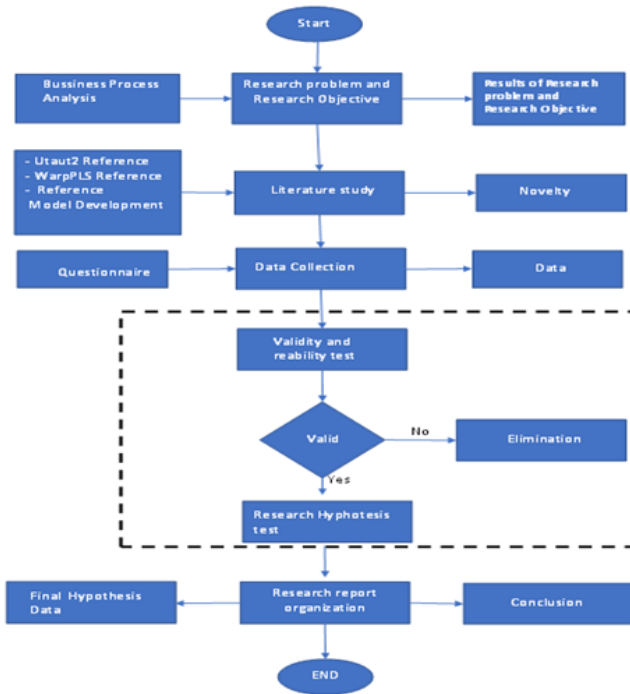 Start
Bussiness Process
Analysis
Research problem and
Research Objective
Results of Research
problem and
Research Objective
- Utaut2 Reference
- WarpPLS Reference
- Reference
Model Development
Literature study
Novelty
Questionnaire
Data Collection
Data
Validity and
reability test
Valid
No
Elimination
Yes
Research Hyphotesis
test
Final Hypothesis
Data
Research report
organization
Conclusion
END